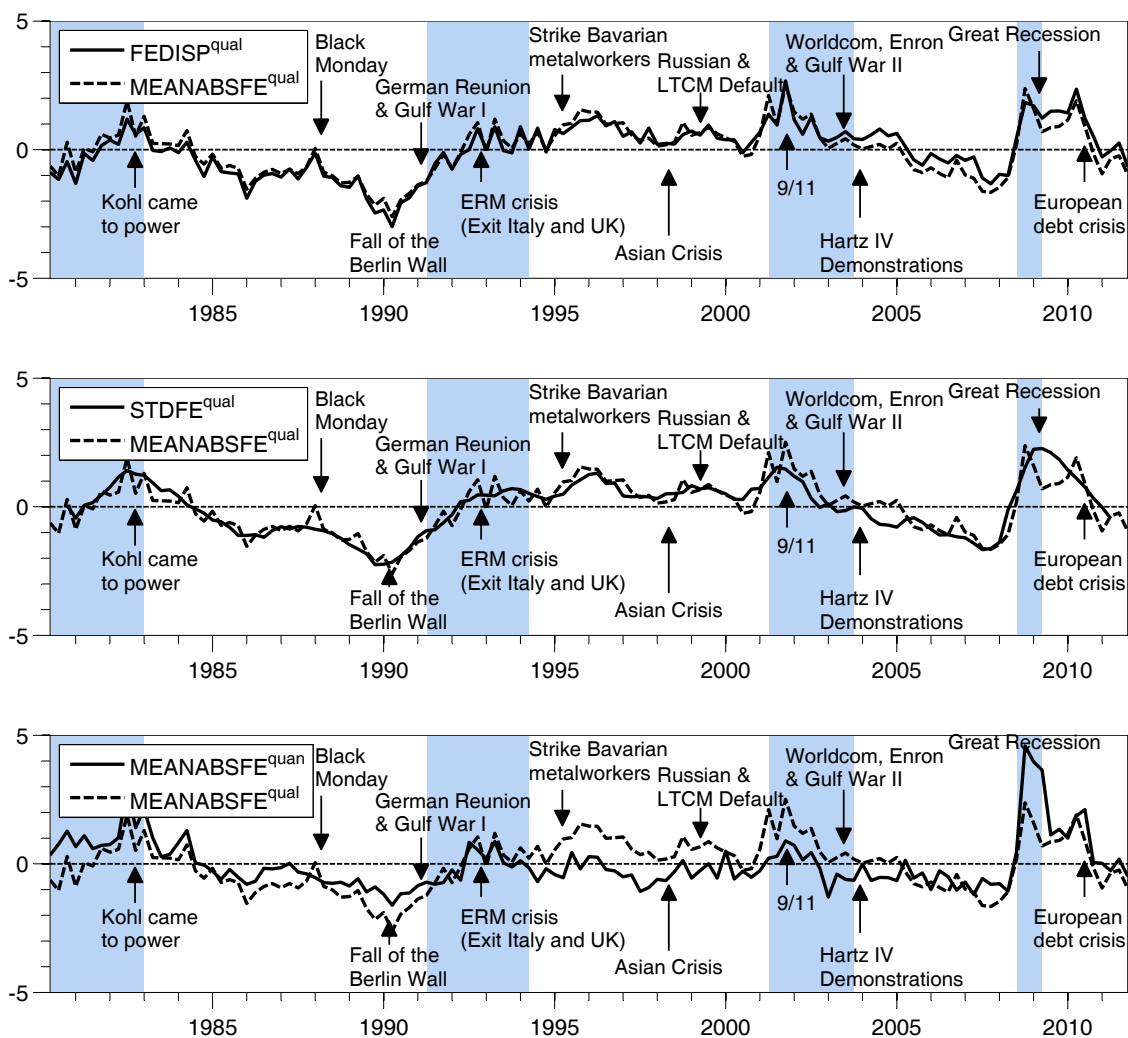 5
FEDISP^qual
MEANABSFE^qual
Black
Monday
German Reunion
& Gulf War I
Strike Bavarian
metalworkers
Russian &
LTCM Default
Worldcom, Enron
& Gulf War II
Great Recession
0
Kohl came
to power
Fall of the
Berlin Wall
ERM crisis
(Exit Italy and UK)
Asian Crisis
9/11
Hartz IV
Demonstrations
European
debt crisis
-5
1985 1990 1995 2000 2005 2010
5
STDFE^qual
MEANABSFE^qual
Black
Monday
German Reunion
& Gulf War I
Strike Bavarian
metalworkers
Russian &
LTCM Default
Worldcom, Enron
& Gulf War II
Great Recession
0
Kohl came
to power
Fall of the
Berlin Wall
ERM crisis
(Exit Italy and UK)
Asian Crisis
9/11
Hartz IV
Demonstrations
European
debt crisis
-5
1985 1990 1995 2000 2005 2010
5
MEANABSFE^quan
MEANABSFE^qual
Black
Monday
German Reunion
& Gulf War I
Strike Bavarian
metalworkers
Russian &
LTCM Default
Worldcom, Enron
& Gulf War II
Great Recession
0
Kohl came
to power
Fall of the
Berlin Wall
ERM crisis
(Exit Italy and UK)
Asian Crisis
9/11
Hartz IV
Demonstrations
European
debt crisis
-5
1985 1990 1995 2000 2005 2010